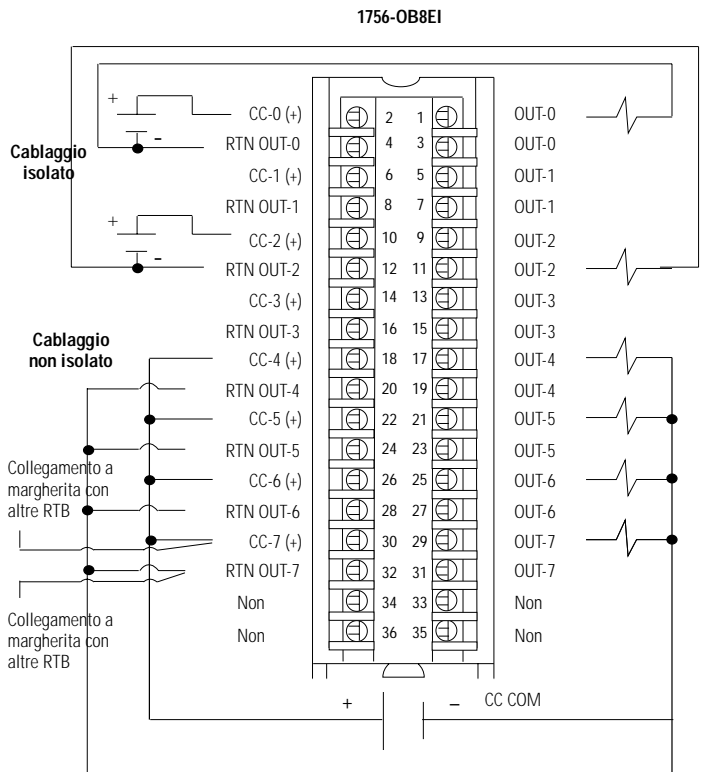 1756-OB8EI
+ CC-0 (+) 2 1 OUT-0
– RTN OUT-0 4 3 OUT-0
Cablaggio
isolato
CC-1 (+) 6 5 OUT-1
RTN OUT-1 8 7 OUT-1
+ CC-2 (+) 10 9 OUT-2
– RTN OUT-2 12 11 OUT-2
CC-3 (+) 14 13 OUT-3
RTN OUT-3 16 15 OUT-3
Cablaggio
non isolato
CC-4 (+) 18 17 OUT-4
RTN OUT-4 20 19 OUT-4
CC-5 (+) 22 21 OUT-5
RTN OUT-5 24 23 OUT-5
Collegamento a
margherita con
altre RTB
CC-6 (+) 26 25 OUT-6
RTN OUT-6 28 27 OUT-6
CC-7 (+) 30 29 OUT-7
RTN OUT-7 32 31 OUT-7
Non 34 33 Non
Non 36 35 Non
Collegamento a
margherita con
altre RTB
+ – CC COM